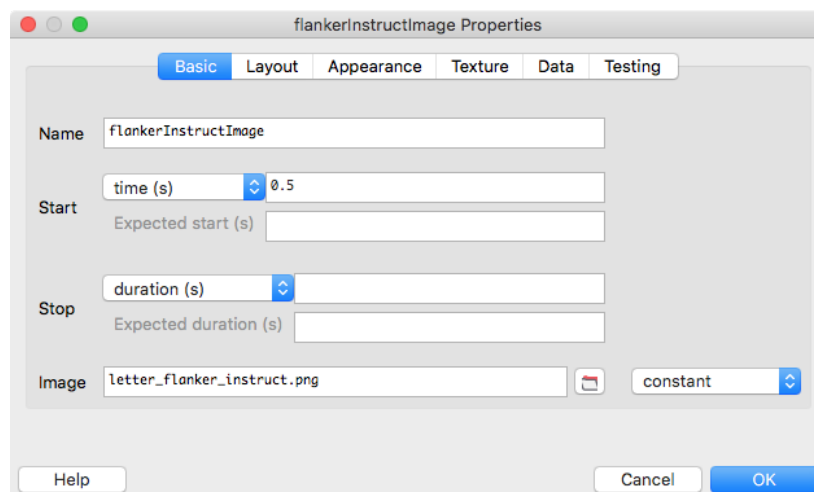 flankerInstructImage Properties
Basic Layout Appearance Texture Data Testing
Name flankerInstructImage
Start time (s) 0.5
Expected start (s)
Stop duration (s)
Expected duration (s)
Image letter_flanker_instruct.png constant
Help Cancel OK